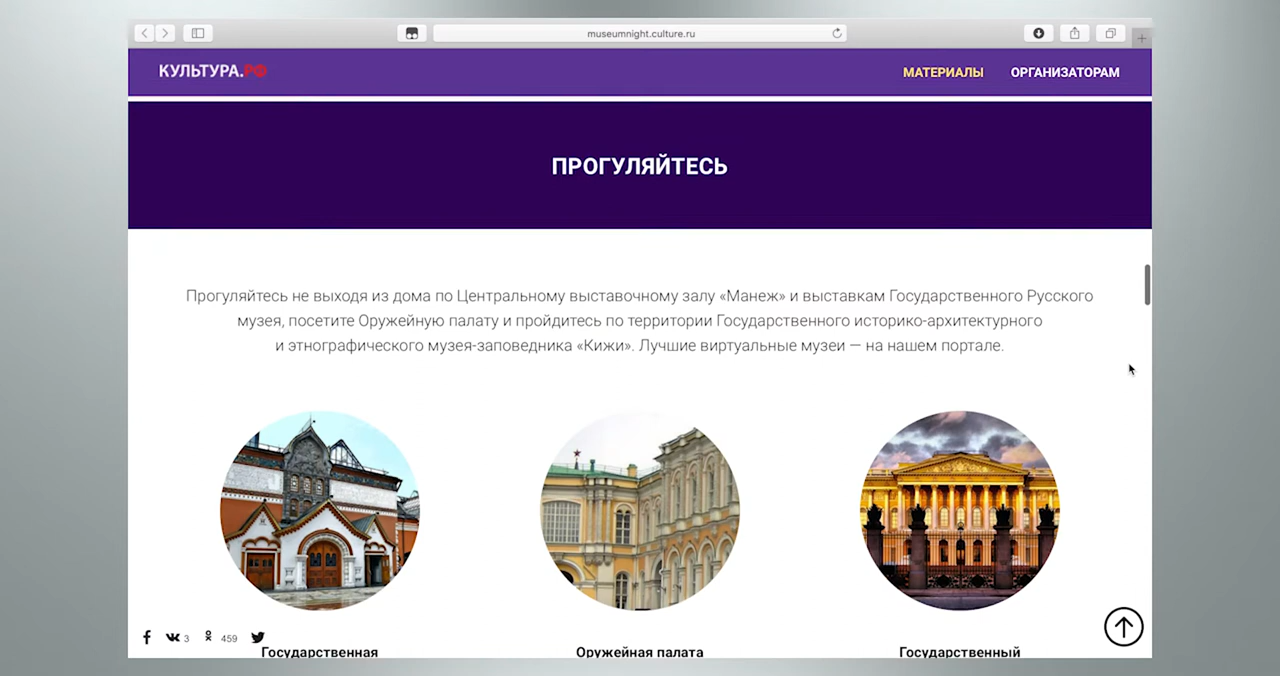 museumnight.culture.ru
КУЛЬТУРА.РФ
МАТЕРИАЛЫ
ОРГАНИЗАТОРАМ
ПРОГУЛЯЙТЕСЬ
Прогуляйтесь не выходя из дома по Центральному выставочному залу «Манеж» и выставкам Государственного Русского
музея, посетите Оружейную палату и пройдитесь по территории Государственного историко-архитектурного
и этнографического музея-заповедника «Кижи». Лучшие виртуальные музеи — на нашем портале.
3
459
Государственная
Оружейная палата
Государственный